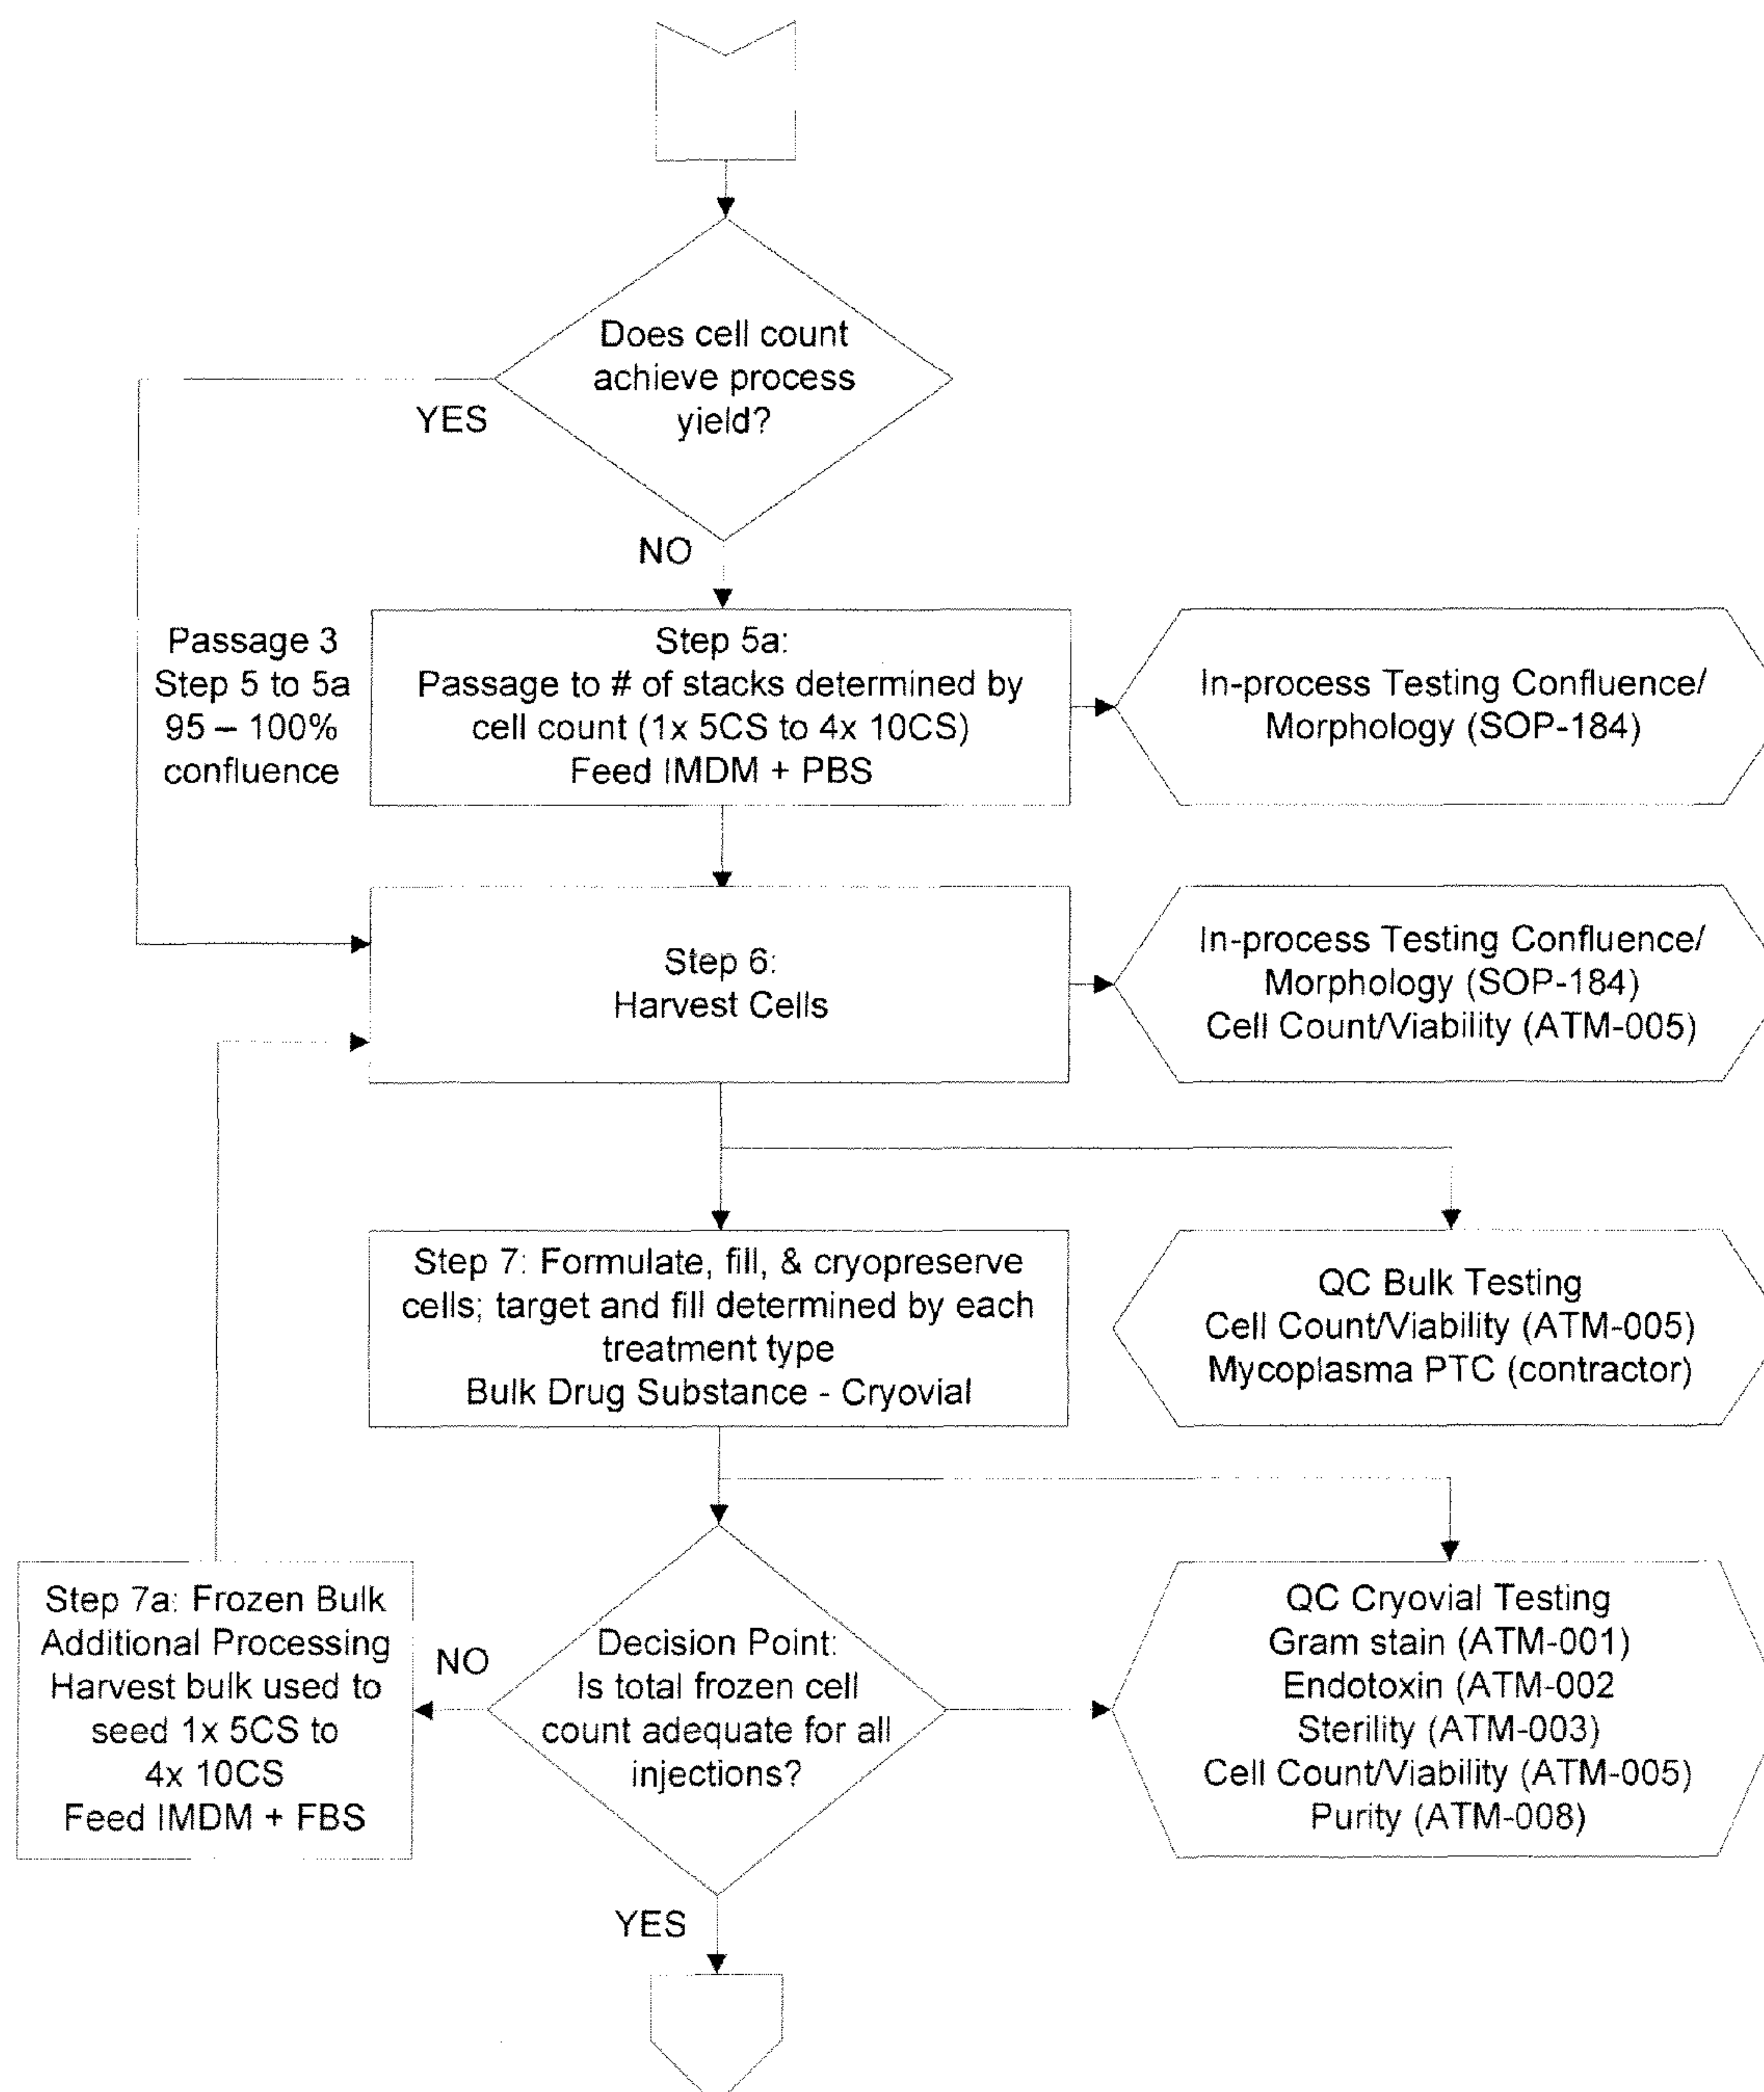 Does cell count
achieve process
yield?
YES
NO
Passage 3
Step 5 to 5a
95 – 100%
confluence
Step 5a:
Passage to # of stacks determined by
cell count (1x 5CS to 4x 10CS)
Feed IMDM + PBS
In-process Testing Confluence/
Morphology (SOP-184)
Step 6:
Harvest Cells
In-process Testing Confluence/
Morphology (SOP-184)
Cell Count/Viability (ATM-005)
Step 7: Formulate, fill, & cryopreserve
cells; target and fill determined by each
treatment type
Bulk Drug Substance - Cryovial
QC Bulk Testing
Cell Count/Viability (ATM-005)
Mycoplasma PTC (contractor)
Step 7a: Frozen Bulk
Additional Processing
Harvest bulk used to
seed 1x 5CS to
4x 10CS
Feed IMDM + FBS
NO
Decision Point:
Is total frozen cell
count adequate for all
injections?
QC Cryovial Testing
Gram stain (ATM-001)
Endotoxin (ATM-002
Sterility (ATM-003)
Cell Count/Viability (ATM-005)
Purity (ATM-008)
YES